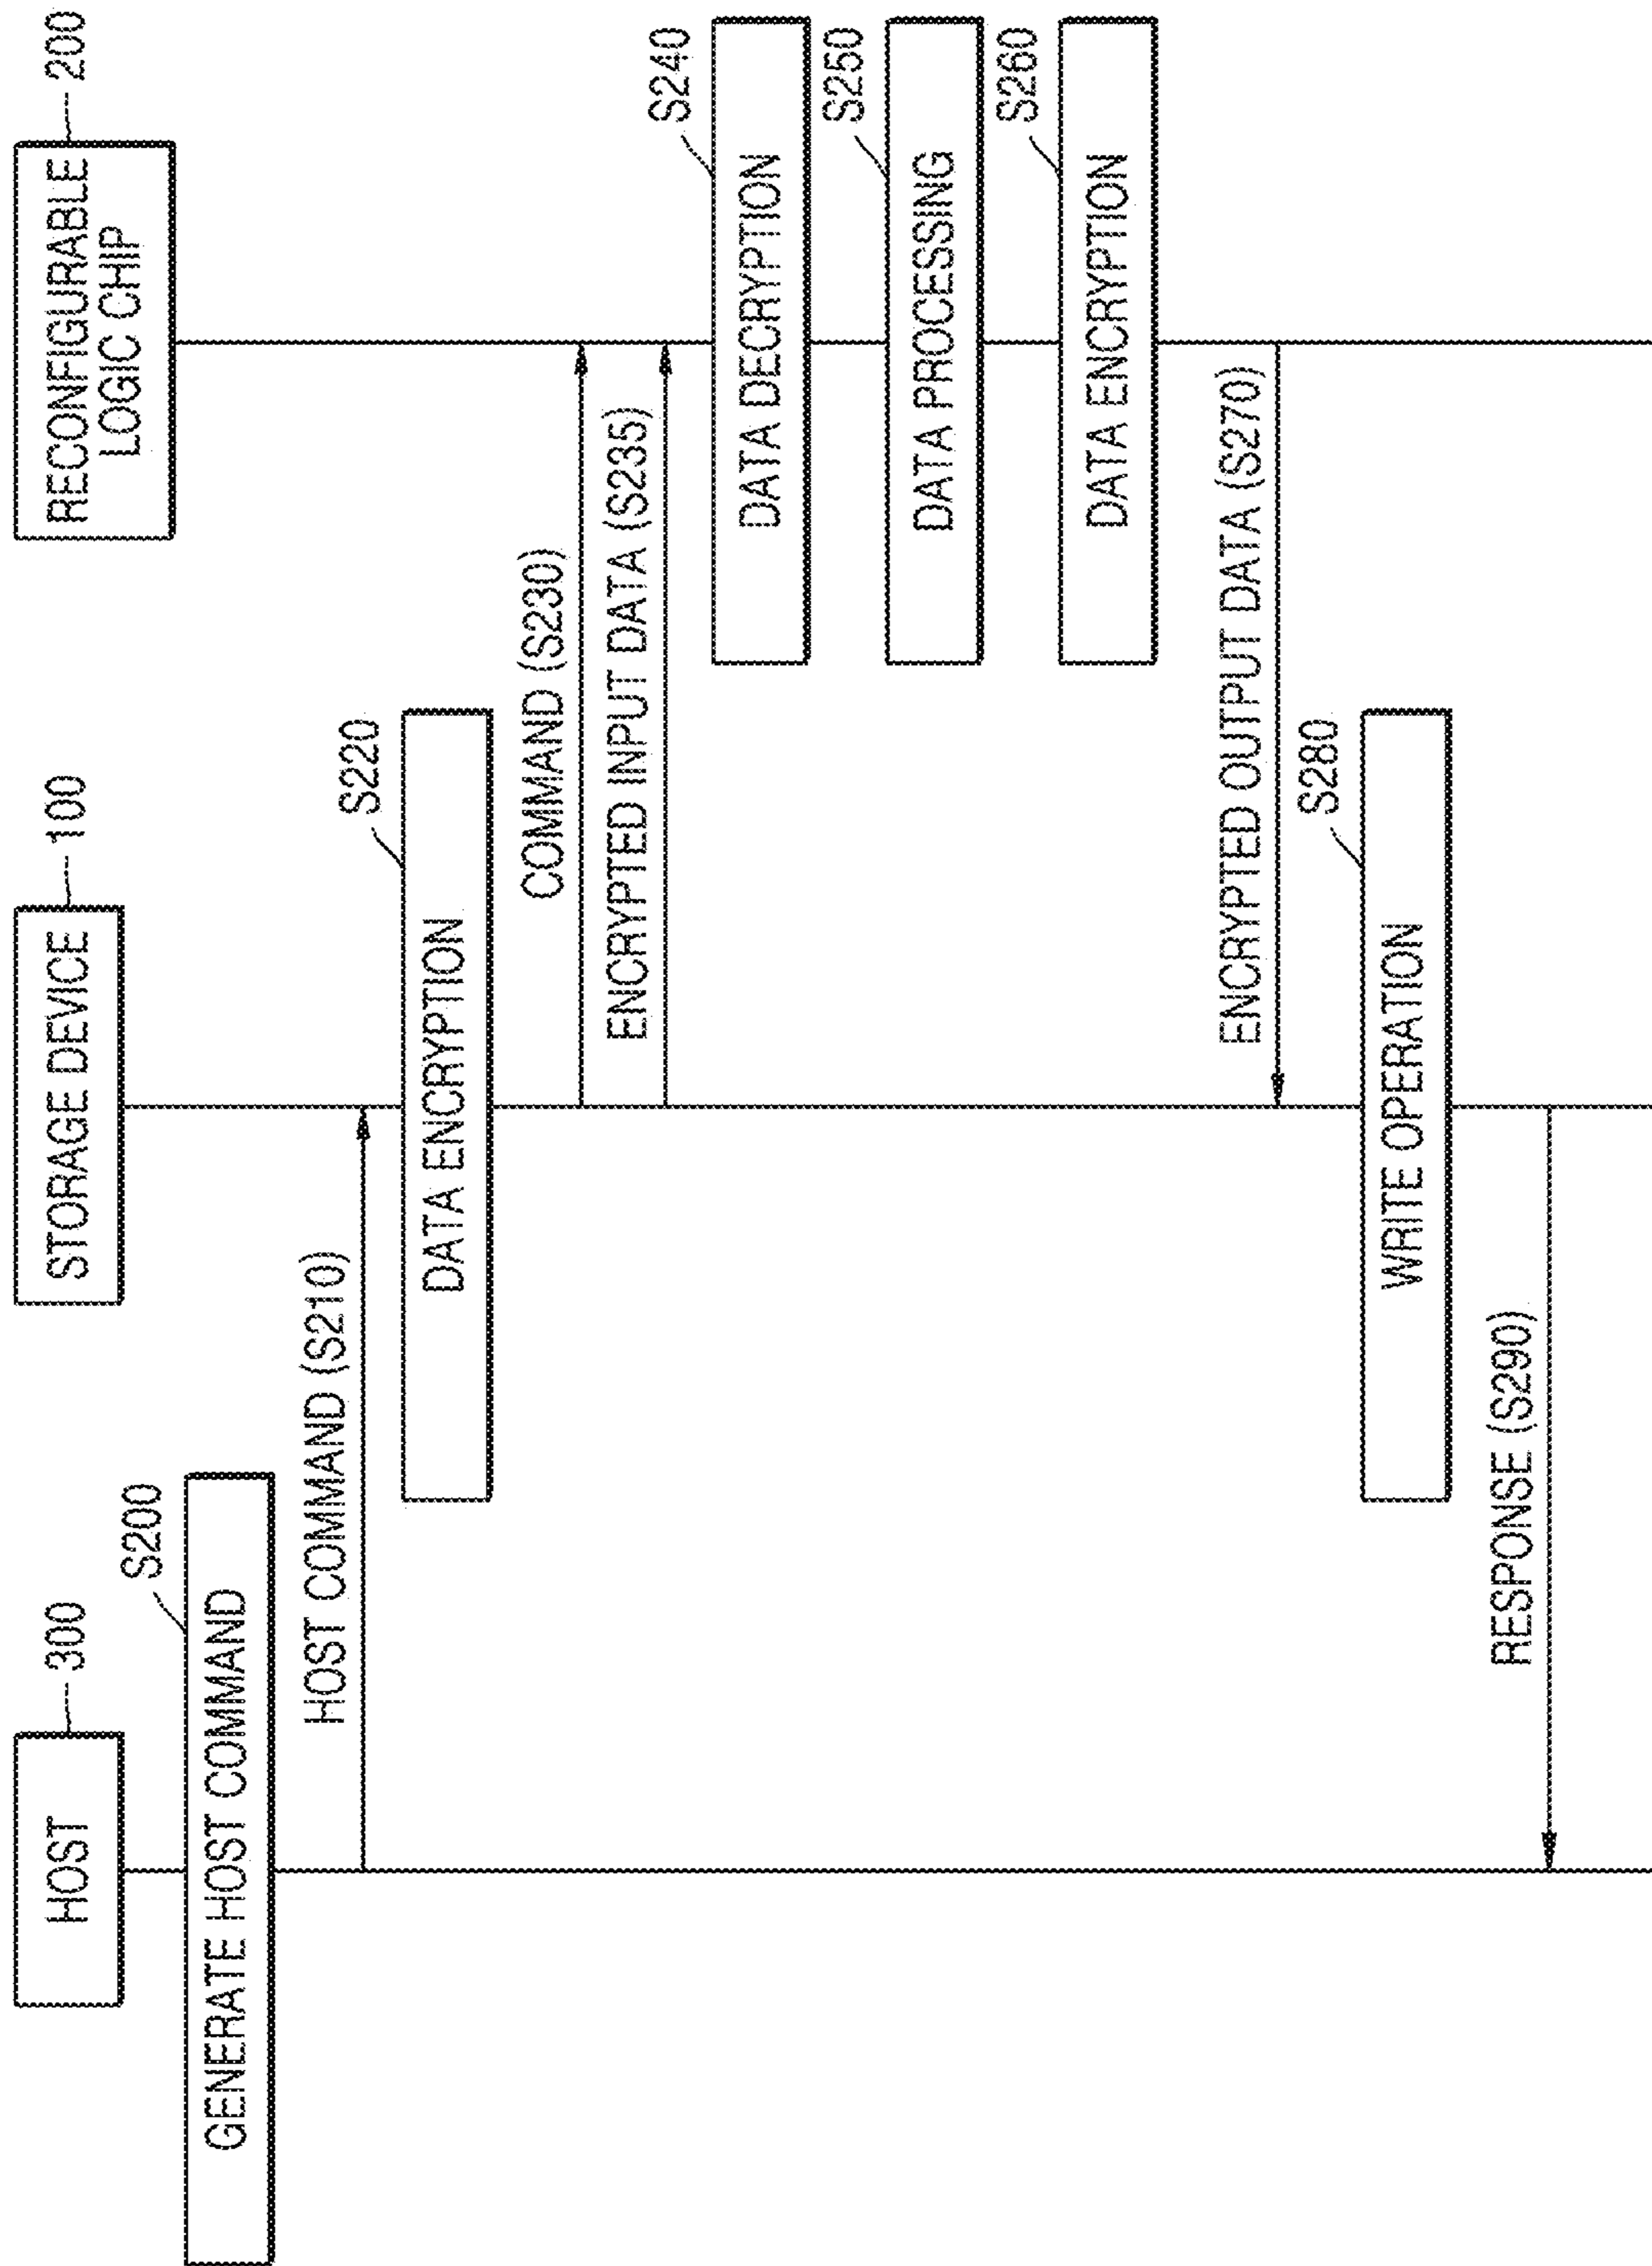 HOST
300
STORAGE DEVICE
100
RECONFIGURABLE
LOGIC CHIP
200
S200
GENERATE HOST COMMAND
HOST COMMAND (S210)
S220
DATA ENCRYPTION
COMMAND (S230)
ENCRYPTED INPUT DATA (S235)
S240
DATA DECRYPTION
S250
DATA PROCESSING
S260
DATA ENCRYPTION
ENCRYPTED OUTPUT DATA (S270)
S280
WRITE OPERATION
RESPONSE (S290)